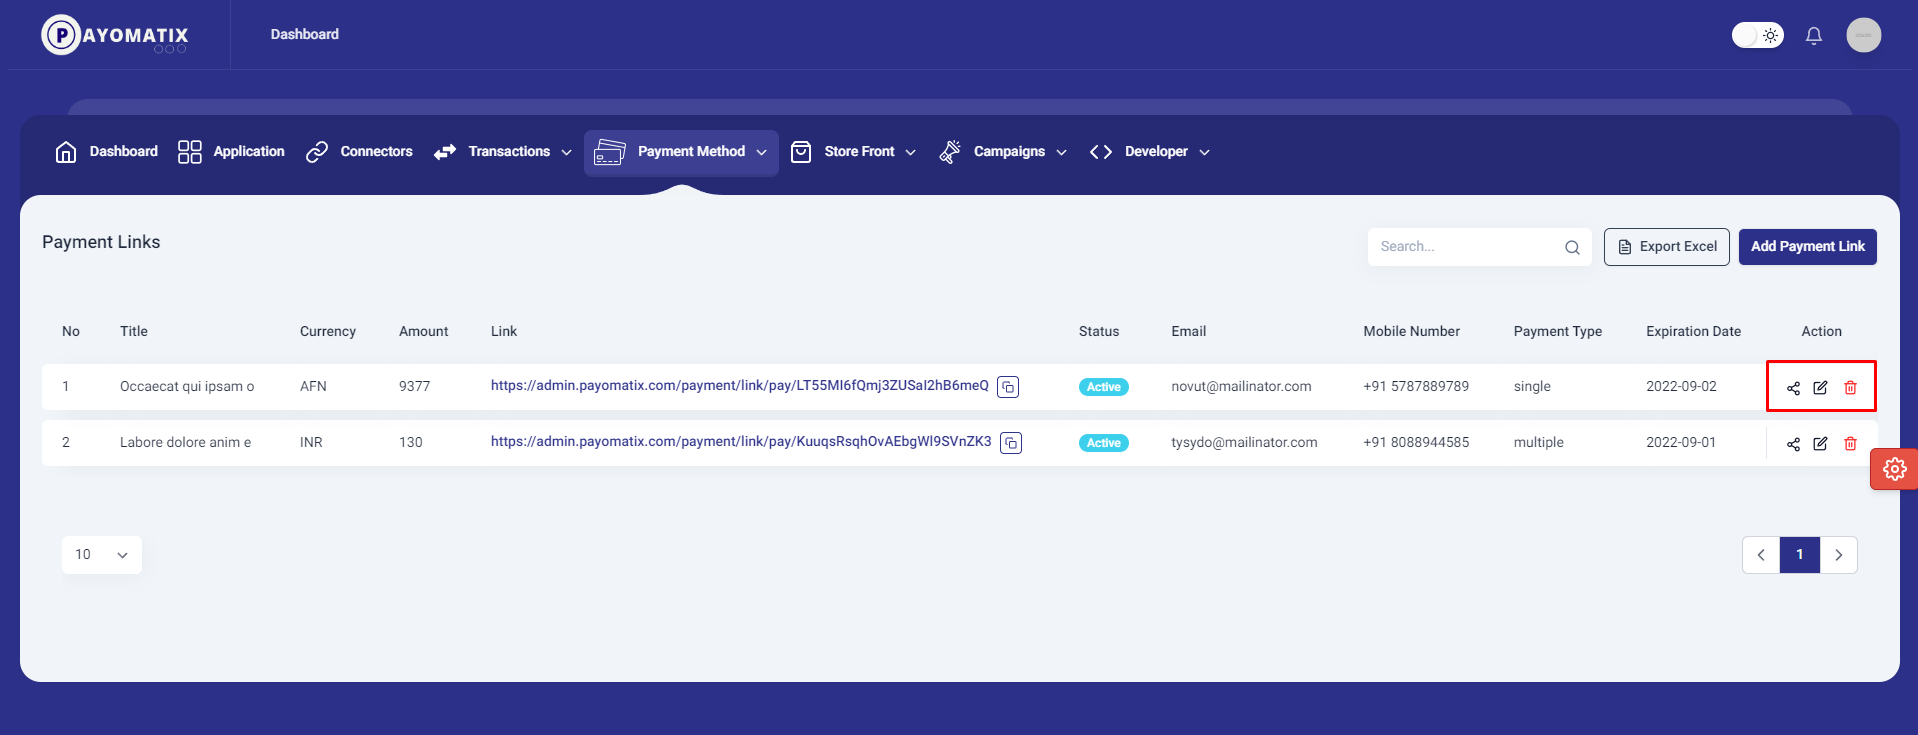 PAYOMATIX
Dashboard
Dashboard Application Connectors Transactions Payment Method Store Front Campaigns Developer
Payment Links
Search...
Export Excel
Add Payment Link
No Title Currency Amount Link Status Email Mobile Number Payment Type Expiration Date Action
1 Occaecat qui ipsam o AFN 9377 https://admin.payomatix.com/payment/link/pay/LT55MI6fQmj3ZUSaI2hB6meQ Active novut@mailinator.com +91 5787889789 single 2022-09-02
2 Labore dolore anim e INR 130 https://admin.payomatix.com/payment/link/pay/KuuqsRsqhOvAEbgWl9SVnZK3 Active tysydo@mailinator.com +91 8088944585 multiple 2022-09-01
10
1